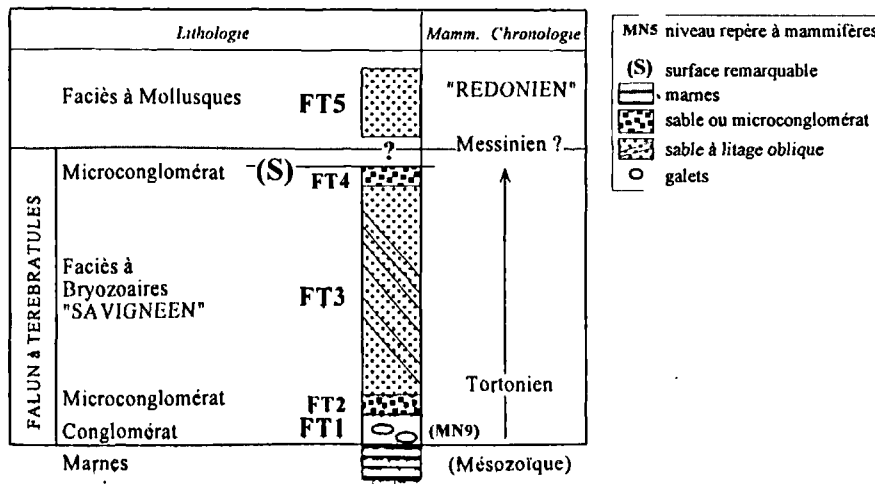 Lithologie
Mamm. Chronologie
Faciès à Mollusques
FT5
"REDONIEN"
?
Messinien ?
Microconglomérat
(S)
FT4
FALUN à TEREBRATULES
Faciès à
Bryozoaires
"SAVIGNEEN"
FT3
Tortonien
Microconglomérat
FT2
Conglomérat
FT1
(MN9)
Marnes
(Mésozoïque)
MN5 niveau repère à mammifères
(S) surface remarquable
marnes
sable ou microconglomérat
sable à litage oblique
galets